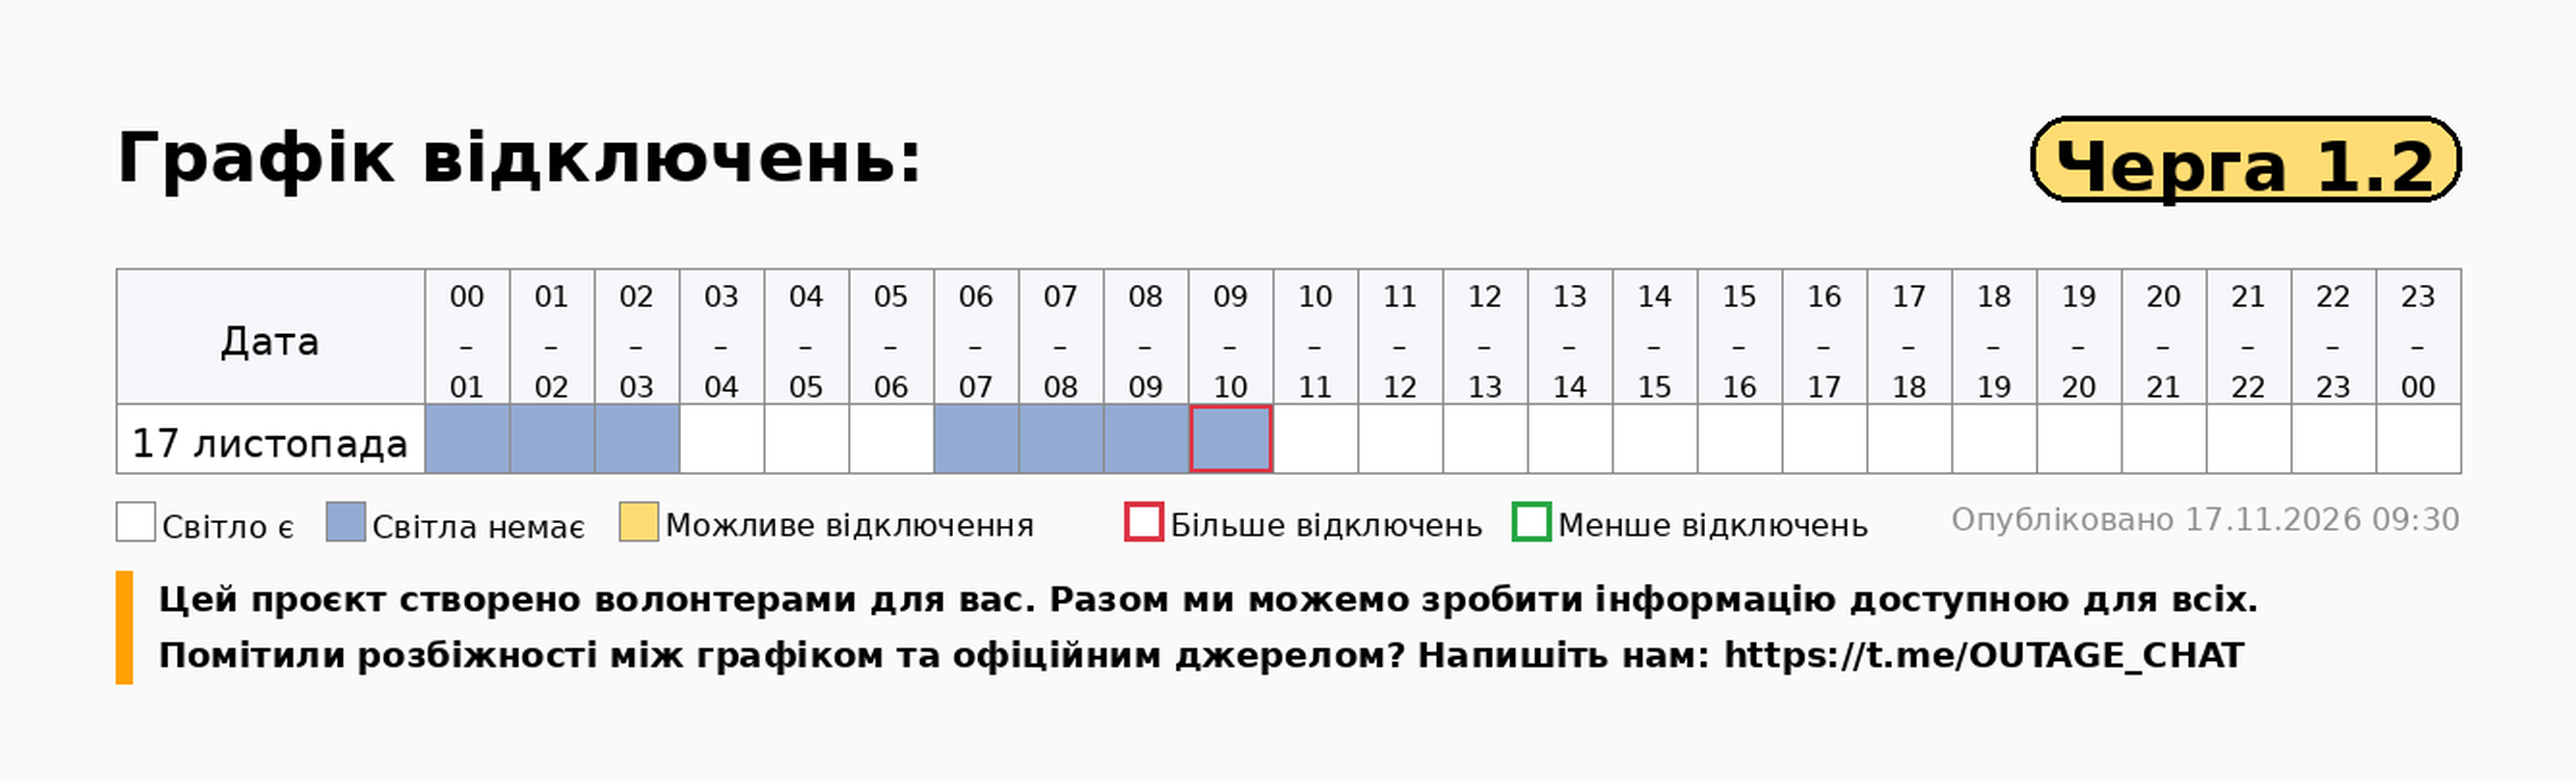 Графік відключень:
Черга 1.2
Дата 00 – 01 01 – 02 02 – 03 03 – 04 04 – 05 05 – 06 06 – 07 07 – 08 08 – 09 09 – 10 10 – 11 11 – 12 12 – 13 13 – 14 14 – 15 15 – 16 16 – 17 17 – 18 18 – 19 19 – 20 20 – 21 21 – 22 22 – 23 23 – 00
17 листопада
Світло є Світла немає Можливе відключення Більше відключень Менше відключень Опубліковано 17.11.2026 09:30
Цей проєкт створено волонтерами для вас. Разом ми можемо зробити інформацію доступною для всіх.
Помітили розбіжності між графіком та офіційним джерелом? Напишіть нам: https://t.me/OUTAGE_CHAT